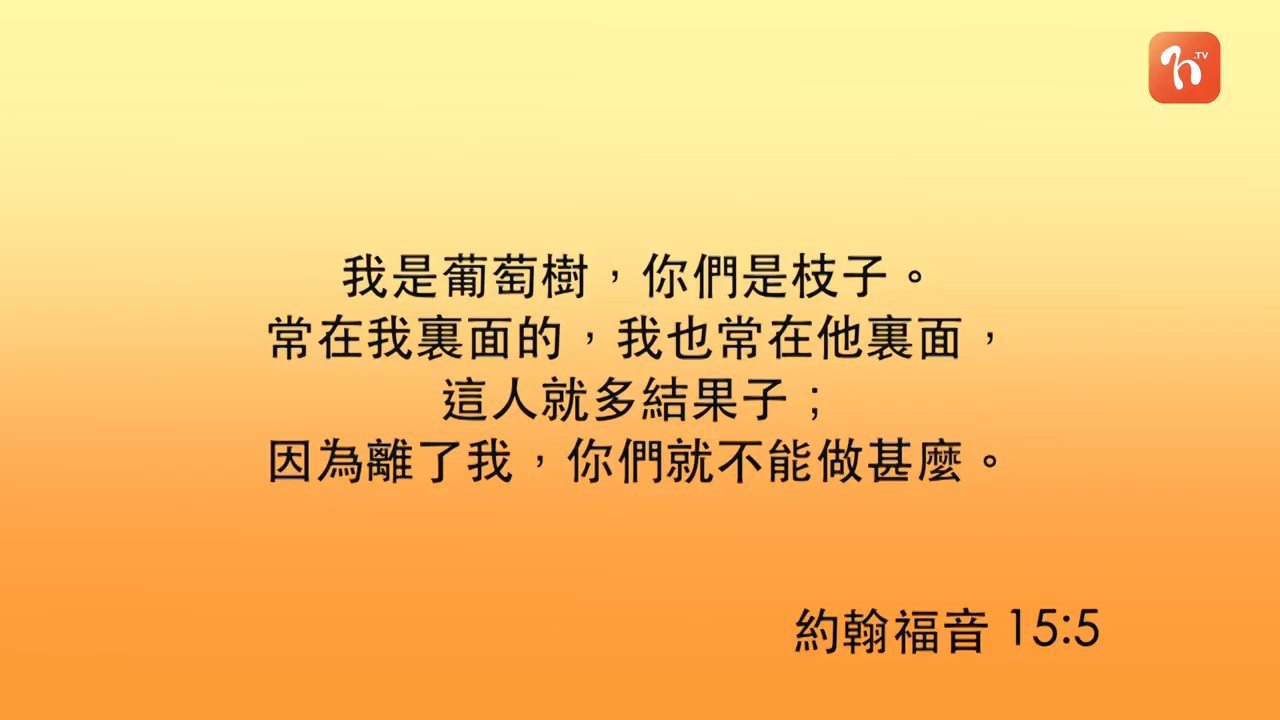 .TV
我是葡萄樹，你們是枝子。
常在我裏面的，我也常在他裏面，
這人就多結果子；
因為離了我，你們就不能做甚麼。
約翰福音 15:5